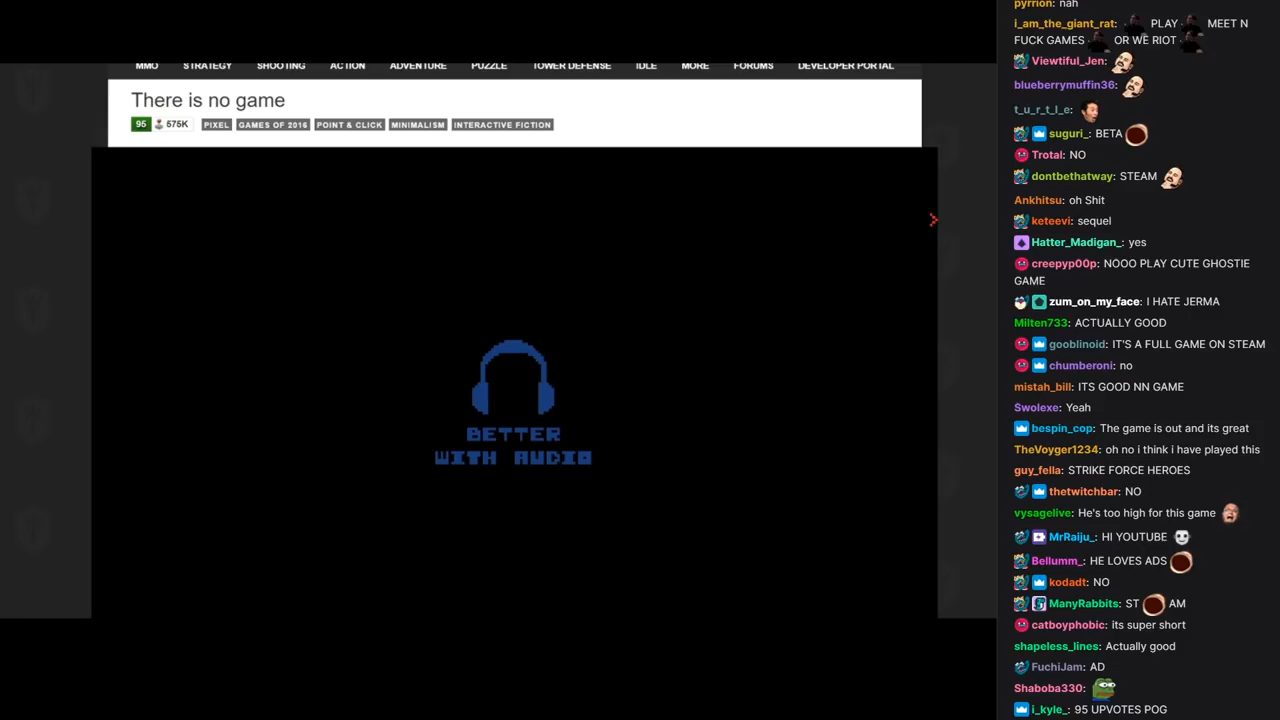 MMO STRATEGY SHOOTING ACTION ADVENTURE PUZZLE TOWER DEFENSE IDLE MORE FORUMS DEVELOPER PORTAL
There is no game
95 575K PIXEL GAMES OF 2016 POINT & CLICK MINIMALISM INTERACTIVE FICTION
BETTER
WITH AUDIO
pyrrion: nah
i_am_the_giant_rat: PLAY MEET N
FUCK GAMES OR WE RIOT
Viewtiful_Jen:
blueberrymuffin36:
t_u_r_t_l_e:
suguri_: BETA
Trotal: NO
dontbethatway: STEAM
Ankhitsu: oh Shit
keteevi: sequel
Hatter_Madigan_: yes
creepyp00p: NOOO PLAY CUTE GHOSTIE
GAME
zum_on_my_face: I HATE JERMA
Milten733: ACTUALLY GOOD
gooblinoid: IT'S A FULL GAME ON STEAM
chumberoni: no
mistah_bill: ITS GOOD NN GAME
Swolexe: Yeah
bespin_cop: The game is out and its great
TheVoyger1234: oh no i think i have played this
guy_fella: STRIKE FORCE HEROES
thetwitchbar: NO
vysagelive: He's too high for this game
MrRaiju_: HI YOUTUBE
Bellumm_: HE LOVES ADS
kodadt: NO
ManyRabbits: ST AM
catboyphobic: its super short
shapeless_lines: Actually good
FuchiJam: AD
Shaboba330:
i_kyle_: 95 UPVOTES POG